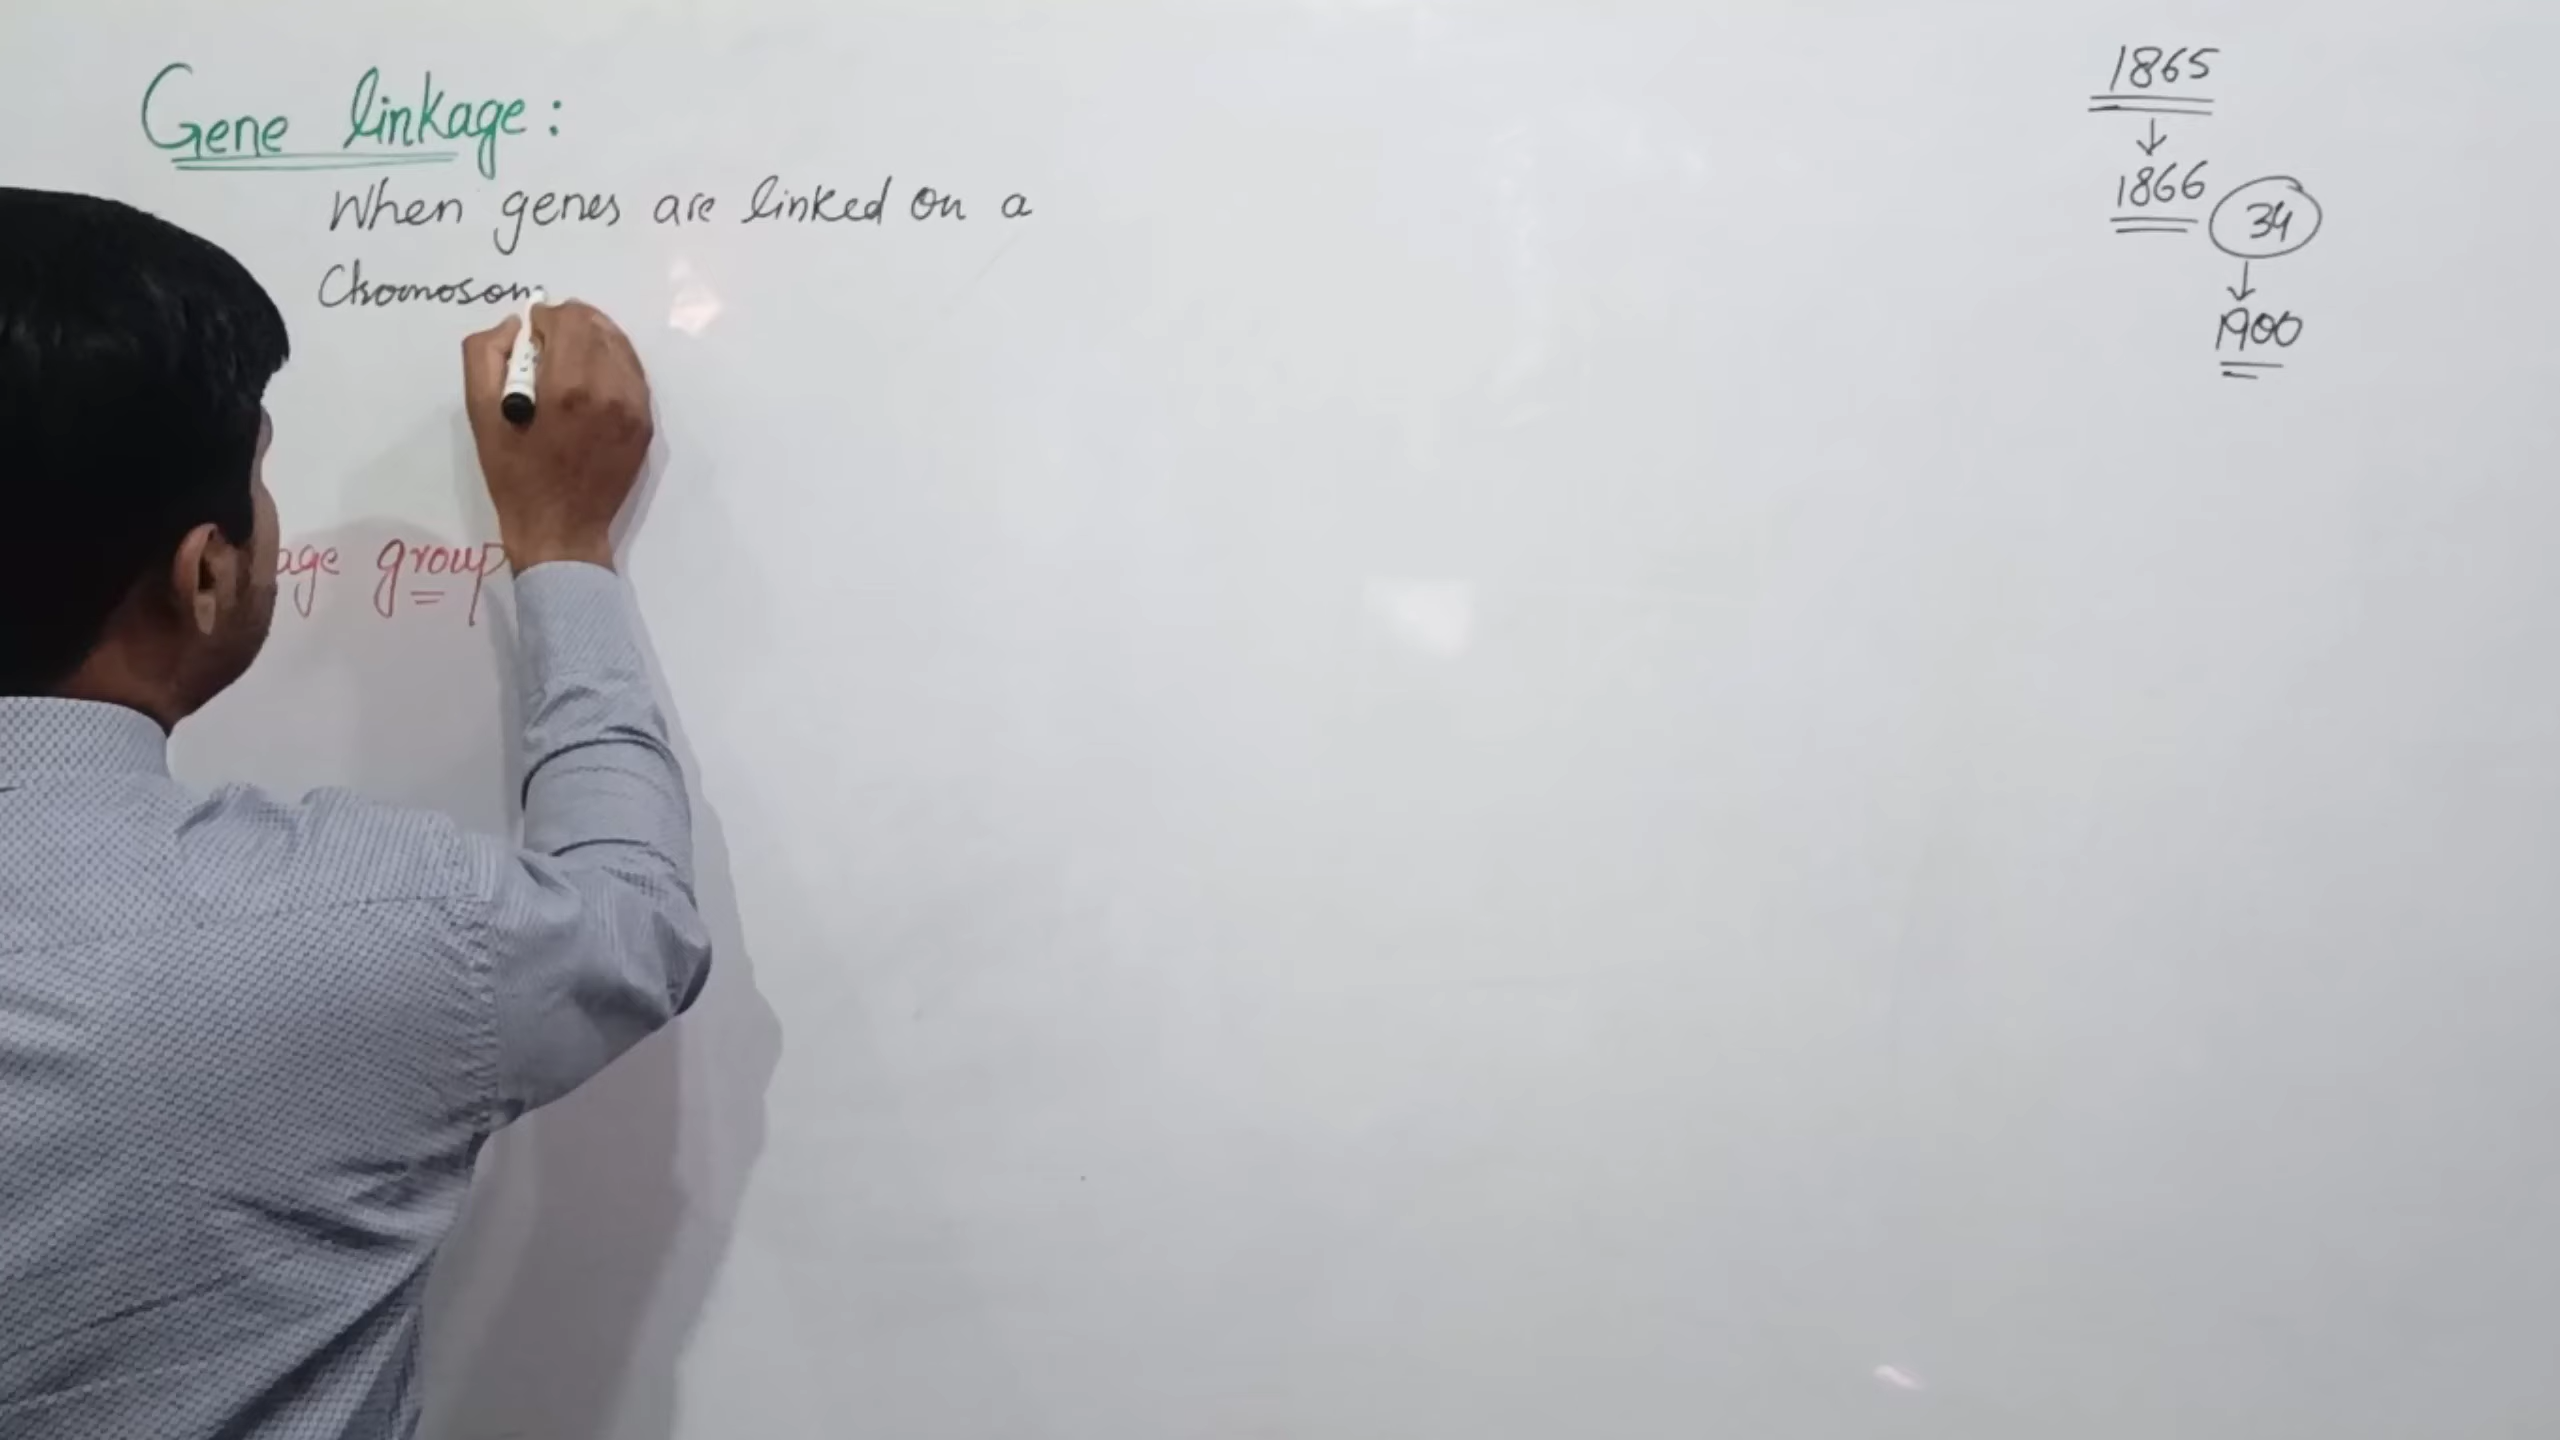 Gene linkage:
When genes are linked on a
Chromosom
age group
1865
↓
1866
34
↓
1900